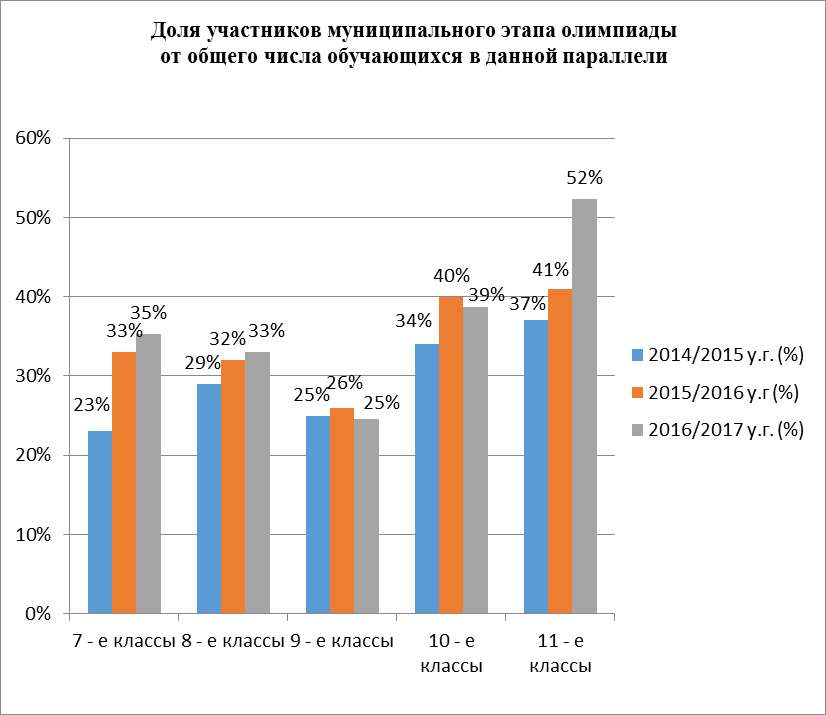 Доля участников муниципального этапа олимпиады
от общего числа обучающихся в данной параллели
60%
50%
40%
30%
20%
10%
0%
23%
33%
35%
29%
32%
33%
25%
26%
25%
34%
40%
39%
37%
41%
52%
7 - е классы
8 - е классы
9 - е классы
10 - е
классы
11 - е
классы
2014/2015 у.г. (%)
2015/2016 у.г (%)
2016/2017 у.г. (%)